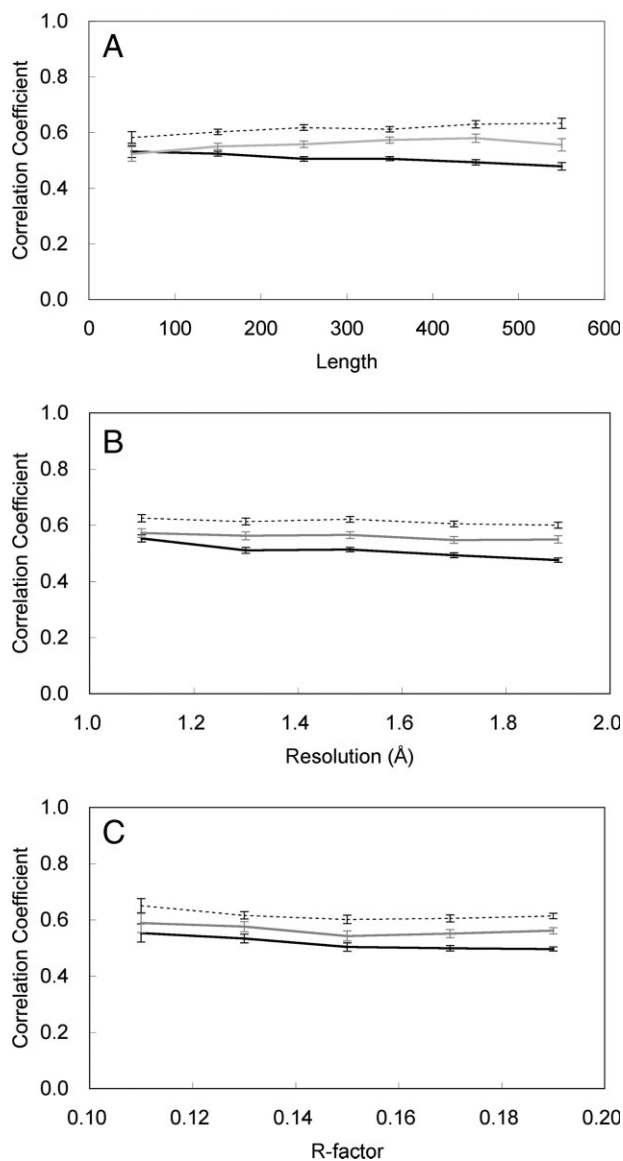 A
Correlation Coefficient
1.0
0.8
0.6
0.4
0.2
0.0
0 100 200 300 400 500 600
Length
B
Correlation Coefficient
1.0
0.8
0.6
0.4
0.2
0.0
1.0 1.2 1.4 1.6 1.8 2.0
Resolution (Å)
C
Correlation Coefficient
1.0
0.8
0.6
0.4
0.2
0.0
0.10 0.12 0.14 0.16 0.18 0.20
R-factor